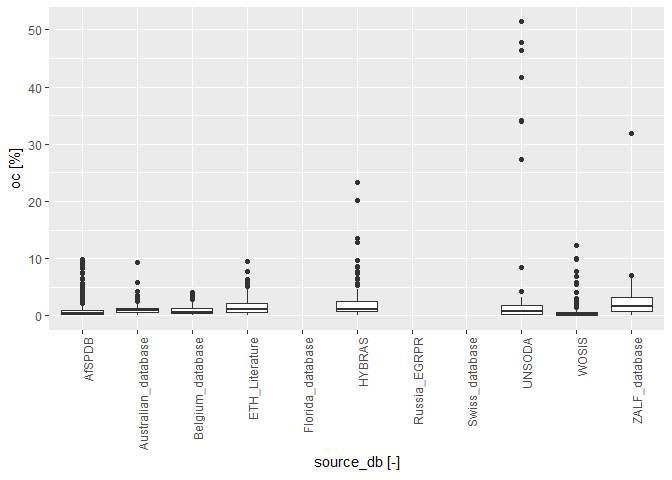 50
40
30
20
10
0
oc [%]
AfSPDB
Australian_database
Belgium_database
ETH_Literature
Florida_database
HYBRAS
Russia_EGRPR
Swiss_database
UNSODA
WOSIS
ZALF_database
source_db [-]